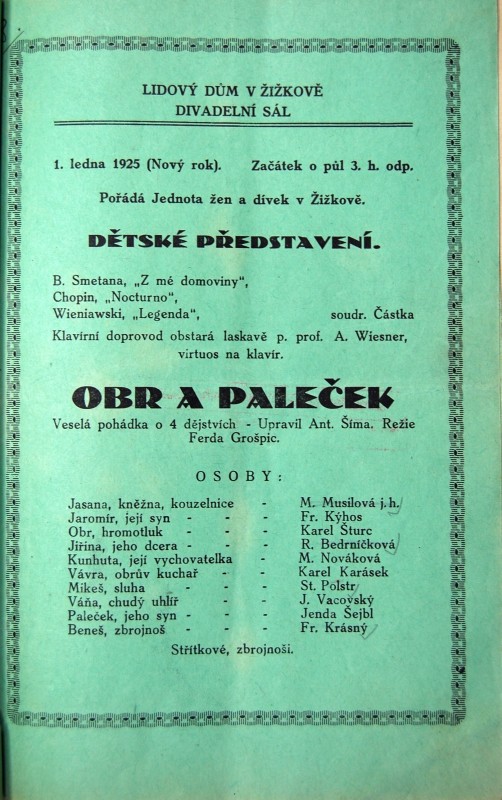 LIDOVÝ DŮM V ŽIŽKOVĚ
DIVADELNÍ SÁL
1. ledna 1925 (Nový rok). Začátek o půl 3. h. odp.
Pořádá Jednota žen a dívek v Žižkově.
DĚTSKÉ PŘEDSTAVENÍ.
B. Smetana, „Z mé domoviny",
Chopin, „Nocturno",
Wieniawski, „Legenda", soudr. Částka
Klavírní doprovod obstará laskavě p. prof. A. Wiesner,
virtuos na klavír.
OBR A PALEČEK
Veselá pohádka o 4 dějstvích - Upravil Ant. Šíma. Režie
Ferda Grošpic.
OSOBY:
Jasana, kněžna, kouzelnice - M. Musilová j. h.
Jaromír, její syn - - - Fr. Kýhos
Obr, hromotluk - - - Karel Šturc
Jiřina, jeho dcera - - - R. Bedrníčková
Kunhuta, její vychovatelka - M. Nováková
Vávra, obrův kuchař - - Karel Karásek
Mikeš, sluha - - - St. Polstr
Váňa, chudý uhlíř - - J. Vacovský
Paleček, jeho syn - - - Jenda Šejbl
Beneš, zbrojnoš - - - Fr. Krásný
Střítkové, zbrojnoši.